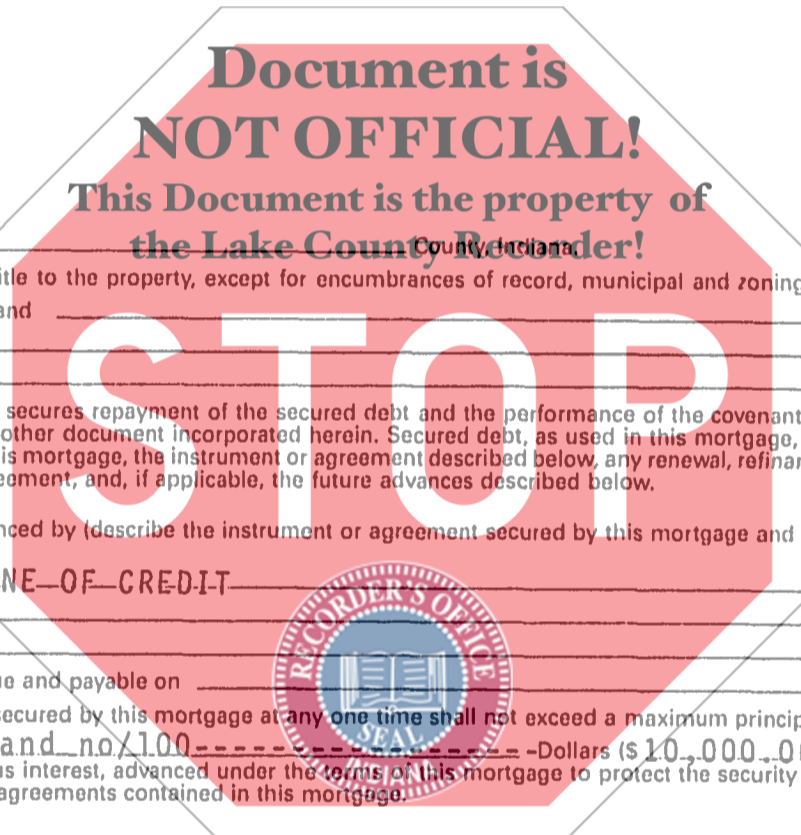 Document is
NOT OFFICIAL!
This Document is the property of
the Lake County Recorder!
County, Indiana,
itle to the property, except for encumbrances of record, municipal and zoning
and
STOP
secures repayment of the secured debt and the performance of the covenant
other document incorporated herein. Secured debt, as used in this mortgage,
is mortgage, the instrument or agreement described below, any renewal, refinan
eement, and, if applicable, the future advances described below.
nced by (describe the instrument or agreement secured by this mortgage and
NE OF CREDIT
RECORDER'S OFFICE
SEAL
INDIANA
ue and payable on
secured by this mortgage at any one time shall not exceed a maximum princip
and no/100------------------Dollars ($ 10,000.00
us interest, advanced under the terms of this mortgage to protect the security
agreements contained in this mortgage.